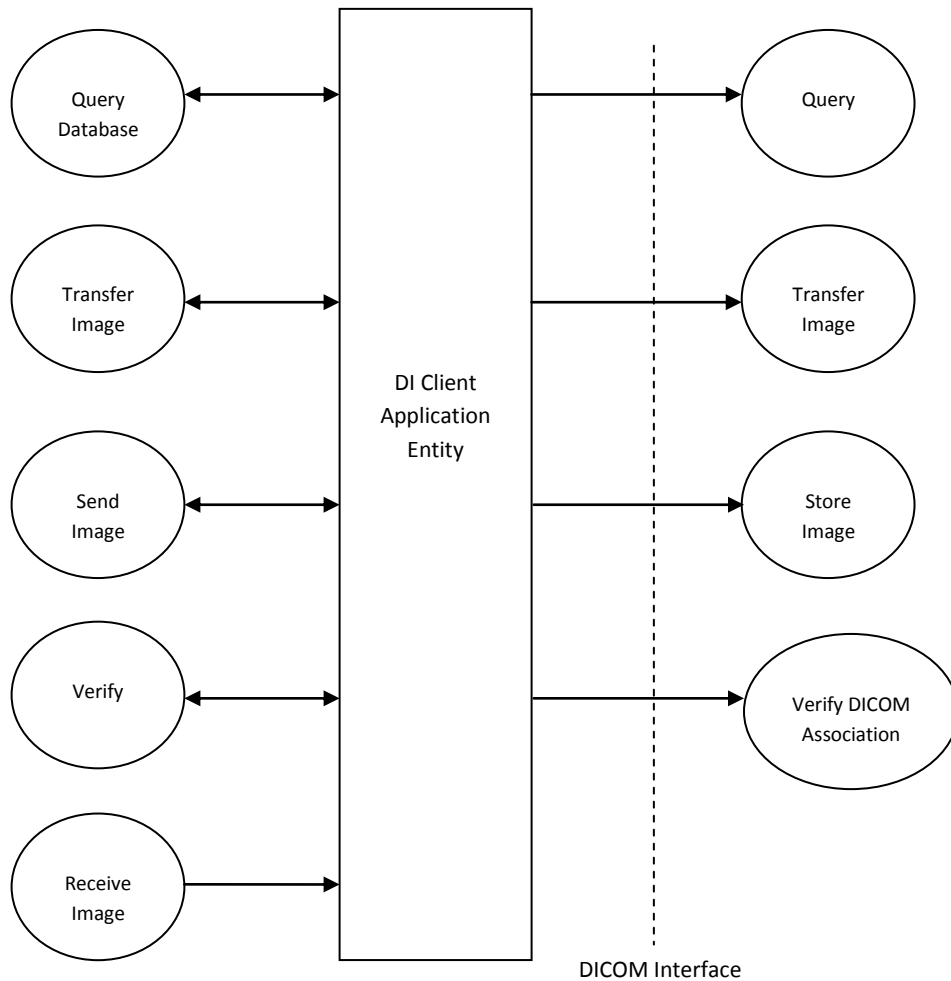 Query
Database
Query
Transfer
Image
Transfer
Image
DI Client
Application
Entity
Send
Image
Store
Image
Verify
Verify DICOM
Association
Receive
Image
DICOM Interface